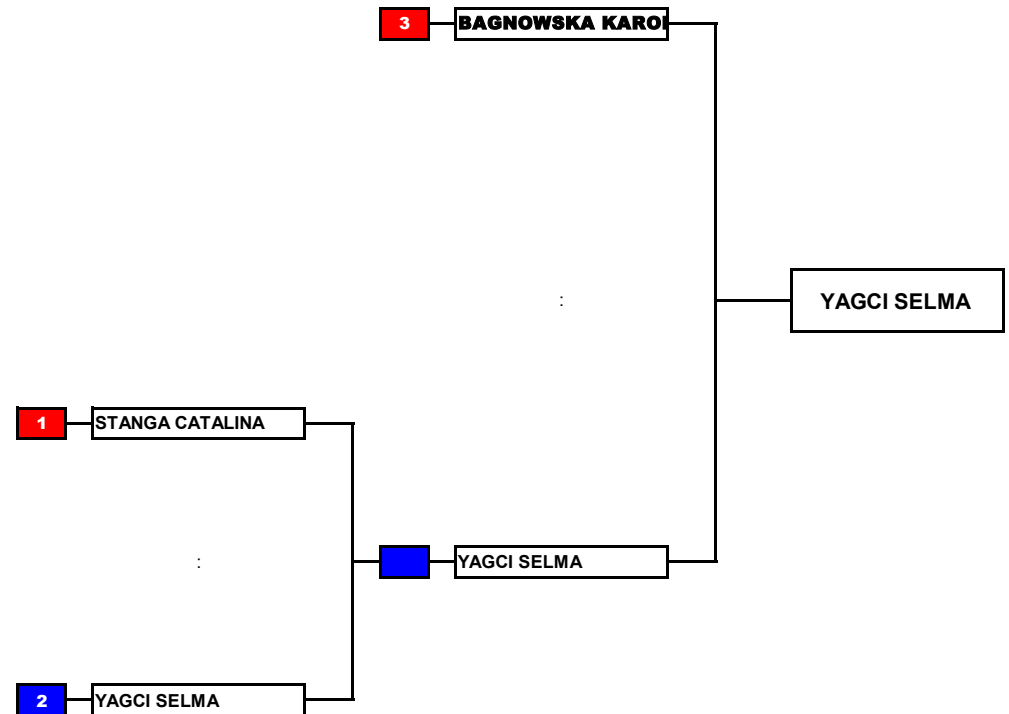 3 BAGNOWSKA KAROI
:
YAGCI SELMA
1 STANGA CATALINA
:
YAGCI SELMA
2 YAGCI SELMA